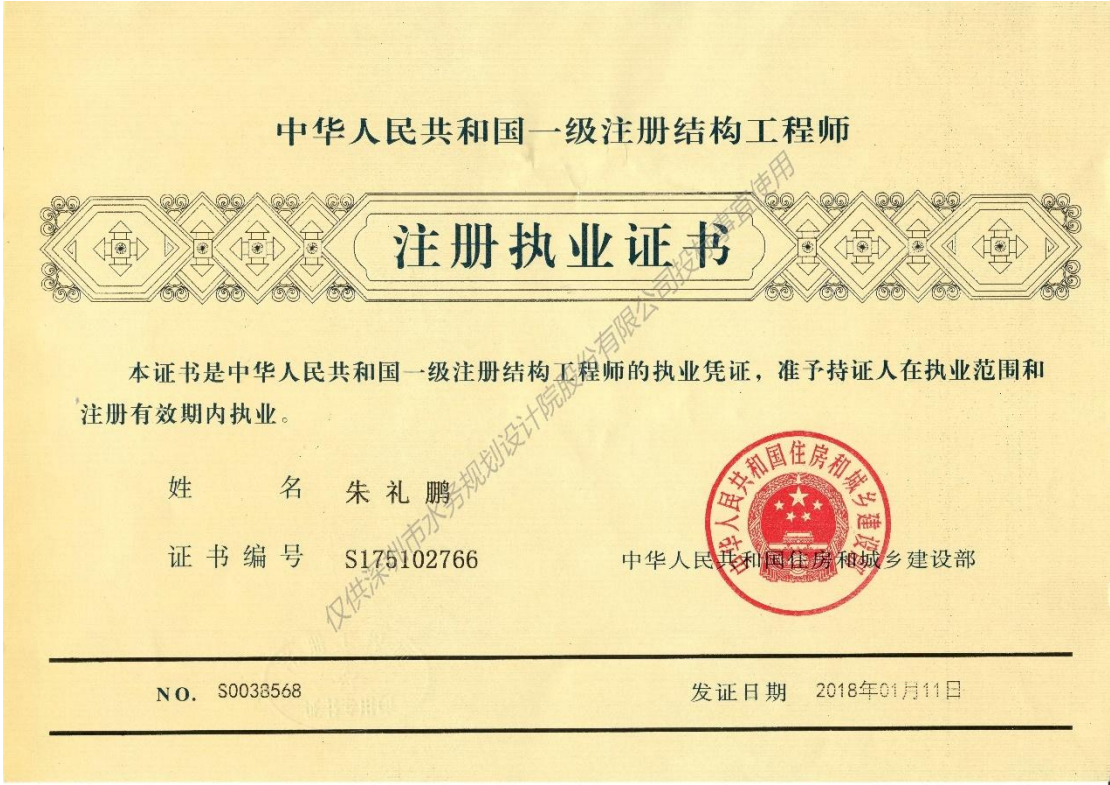 中华人民共和国一级注册结构工程师
注册执业证书
本证书是中华人民共和国一级注册结构工程师的执业凭证，准予持证人在执业范围和
注册有效期内执业。
姓 名 朱礼鹏
证书编号 S175102766
中华人民共和国住房和城乡建设部
中华人民共和国住房和城乡建设部
NO. S0038568
发证日期 2018年01月11日
仅供深圳市水务规划设计院股份有限公司投标事宜使用